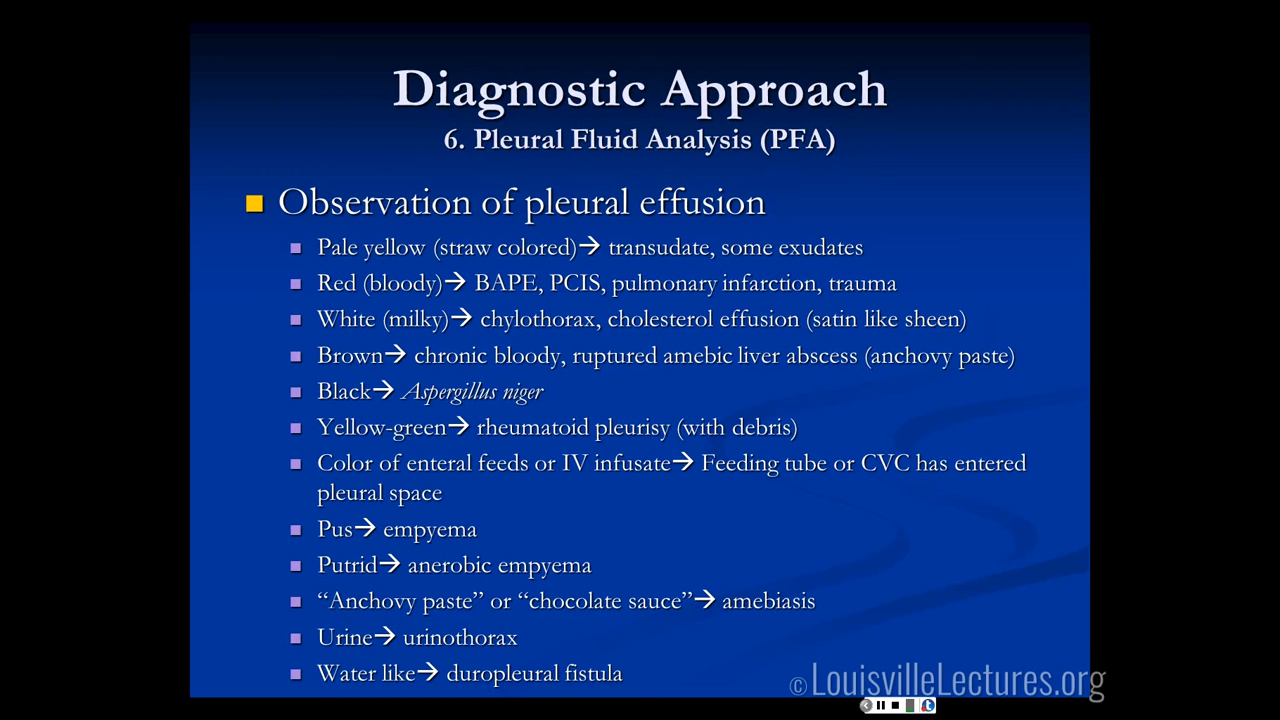 Diagnostic Approach
6. Pleural Fluid Analysis (PFA)
Observation of pleural effusion
Pale yellow (straw colored)→ transudate, some exudates
Red (bloody)→ BAPE, PCIS, pulmonary infarction, trauma
White (milky)→ chylothorax, cholesterol effusion (satin like sheen)
Brown→ chronic bloody, ruptured amebic liver abscess (anchovy paste)
Black→ Aspergillus niger
Yellow-green→ rheumatoid pleurisy (with debris)
Color of enteral feeds or IV infusate→ Feeding tube or CVC has entered
pleural space
Pus→ empyema
Putrid→ anerobic empyema
“Anchovy paste” or “chocolate sauce”→ amebiasis
Urine→ urinothorax
Water like→ duropleural fistula
© LouisvilleLectures.org